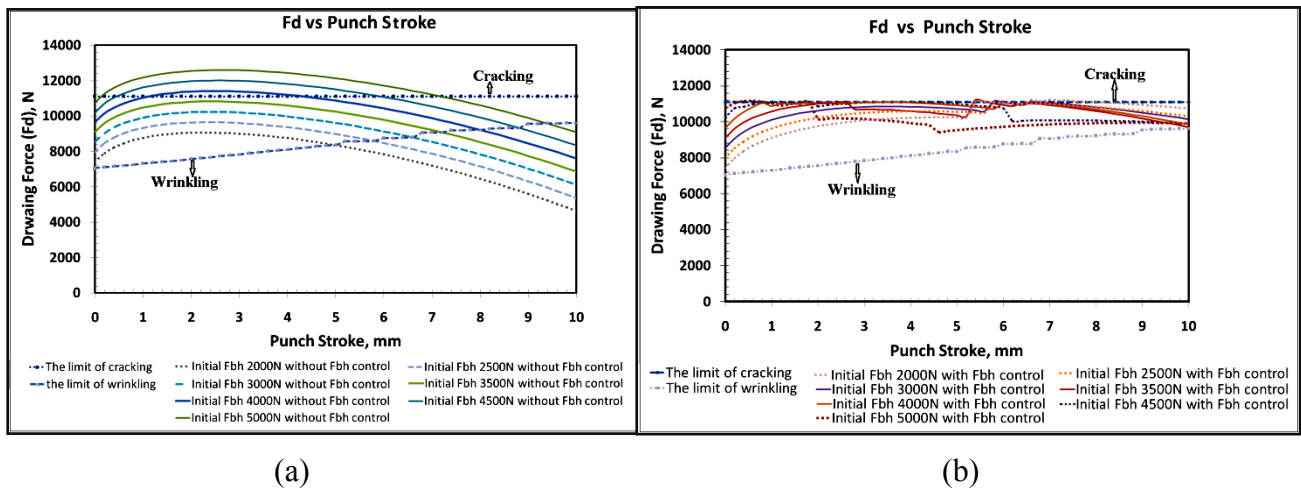 Fd vs Punch Stroke
14000
12000
10000
8000
6000
4000
2000
0
Drwaing Force (Fd), N
Cracking
Wrinkling
0 1 2 3 4 5 6 7 8 9 10
Punch Stroke, mm
The limit of cracking
the limit of wrinkling
Initial Fbh 2000N without Fbh control
Initial Fbh 2500N without Fbh control
Initial Fbh 3000N without Fbh control
Initial Fbh 3500N without Fbh control
Initial Fbh 4000N without Fbh control
Initial Fbh 4500N without Fbh control
Initial Fbh 5000N without Fbh control
(a)
Fd vs Punch Stroke
14000
12000
10000
8000
6000
4000
2000
0
Drawing Force (Fd), N
Cracking
Wrinkling
0 1 2 3 4 5 6 7 8 9 10
Punch Stroke, mm
The limit of cracking
The limit of wrinkling
Initial Fbh 2000N with Fbh control
Initial Fbh 2500N with Fbh control
Initial Fbh 3000N with Fbh control
Initial Fbh 3500N with Fbh control
Initial Fbh 4000N with Fbh control
Initial Fbh 4500N with Fbh control
Initial Fbh 5000N with Fbh control
(b)